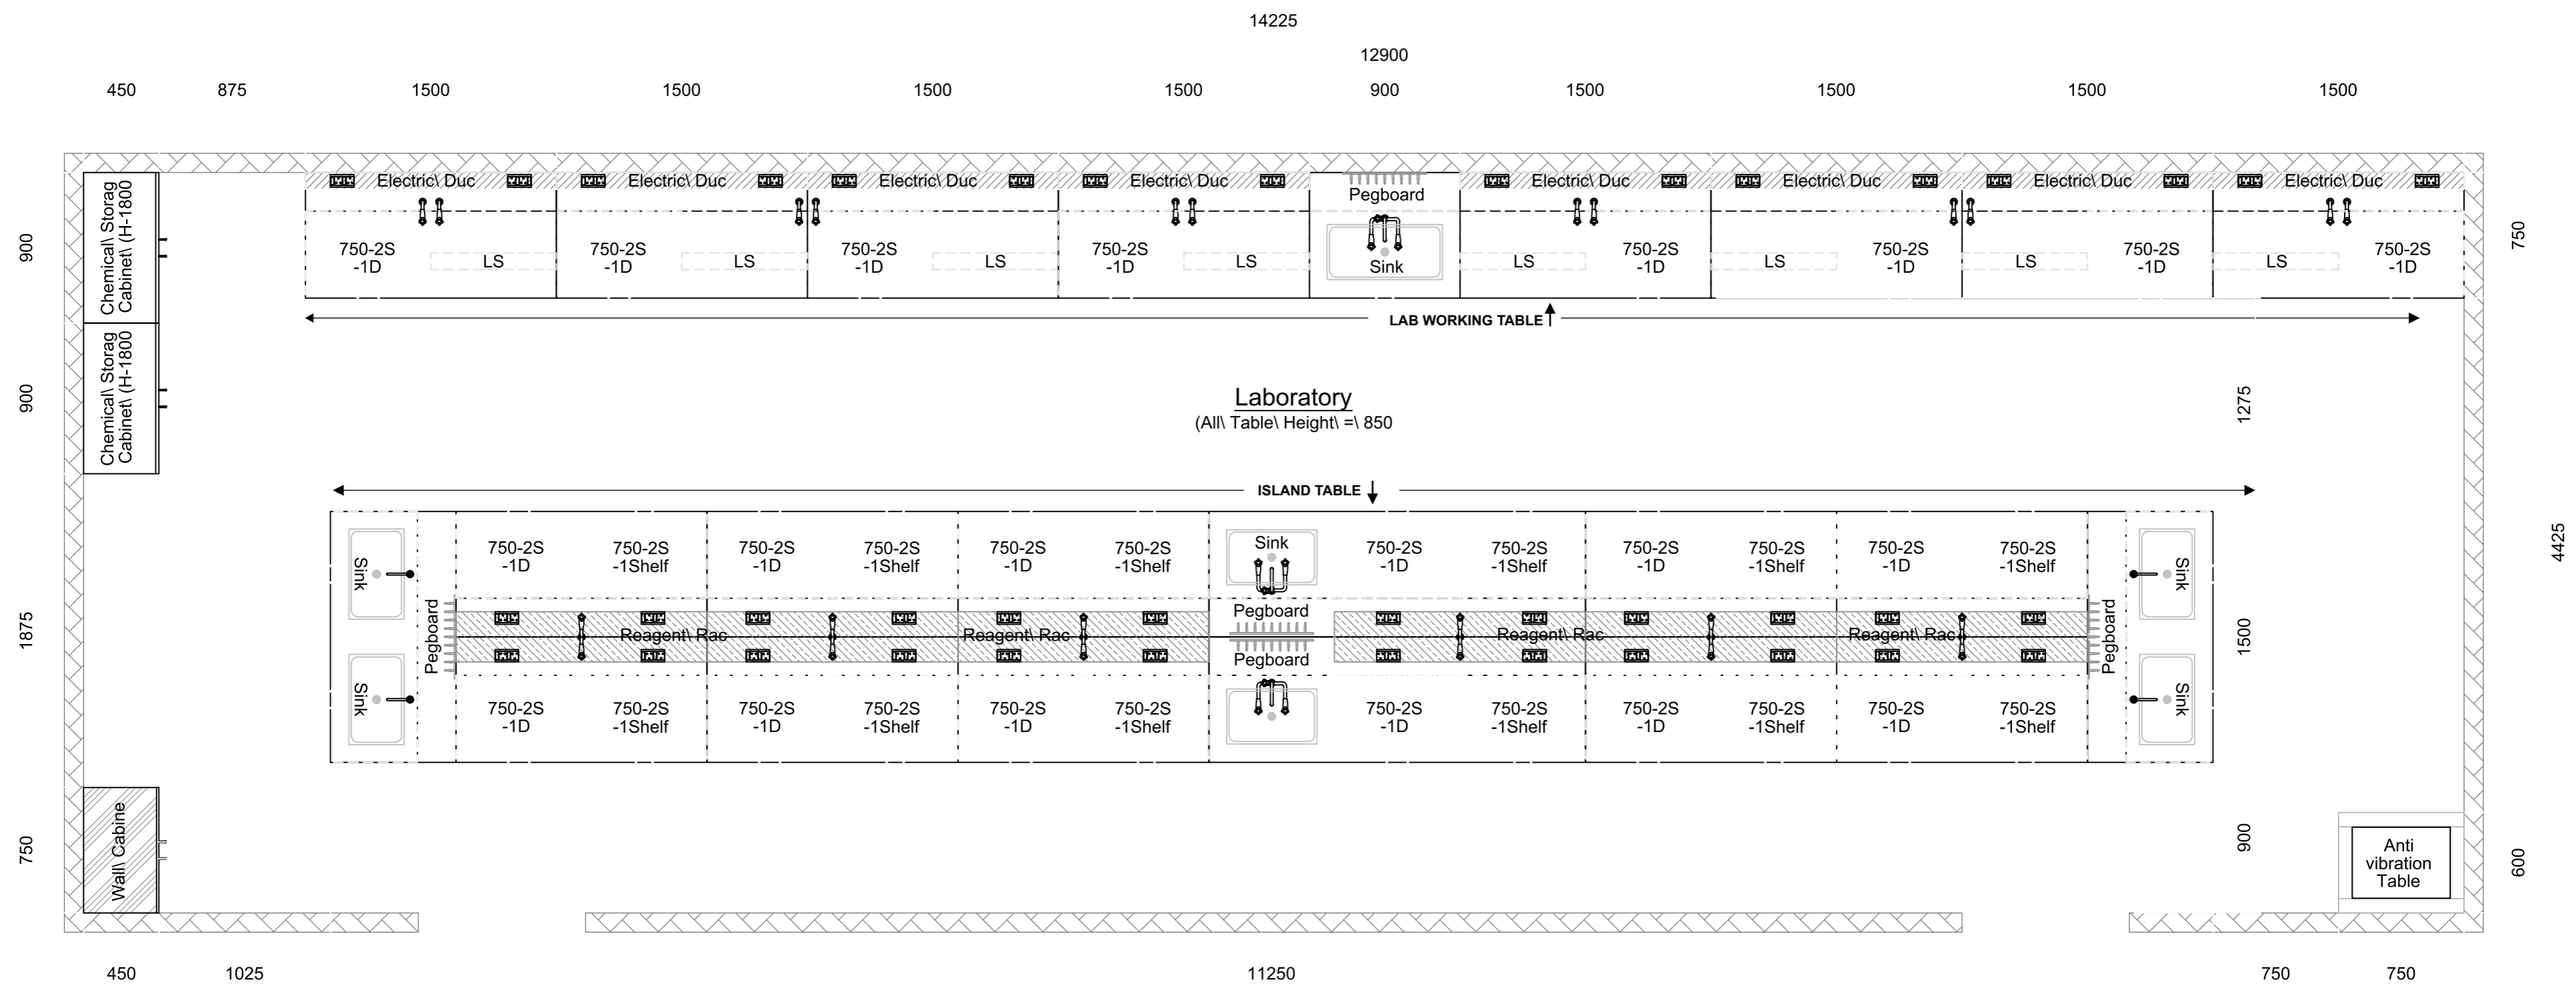 14225
12900
450 875 1500 1500 1500 1500 900 1500 1500 1500 1500
Electric\ Duc Electric\ Duc Electric\ Duc Electric\ Duc Electric\ Duc Electric\ Duc Electric\ Duc Electric\ Duc
Pegboard
Chemical\ Storag
Cabinet\ (H-1800
900
750
750-2S 750-2S 750-2S 750-2S 750-2S 750-2S 750-2S 750-2S
-1D LS -1D LS -1D LS -1D LS Sink LS -1D LS -1D LS -1D LS -1D
LAB WORKING TABLE
Chemical\ Storag
Cabinet\ (H-1800
900
Laboratory
(All\ Table\ Height\ =\ 850
1275
ISLAND TABLE
4425
Sink
750-2S 750-2S 750-2S 750-2S 750-2S 750-2S 750-2S 750-2S 750-2S 750-2S 750-2S 750-2S
-1D -1Shelf -1D -1Shelf -1D -1Shelf -1D -1Shelf -1D -1Shelf -1D -1Shelf
Sink
Sink
Pegboard
1875
Pegboard
Reagent\ Rac Reagent\ Rac Reagent\ Rac Reagent\ Rac
Pegboard
Pegboard
1500
Sink
750-2S 750-2S 750-2S 750-2S 750-2S 750-2S 750-2S 750-2S 750-2S 750-2S 750-2S 750-2S
-1D -1Shelf -1D -1Shelf -1D -1Shelf -1D -1Shelf -1D -1Shelf -1D -1Shelf
Sink
750
Wall\ Cabine
900
Anti
vibration
Table
600
450 1025 11250 750 750